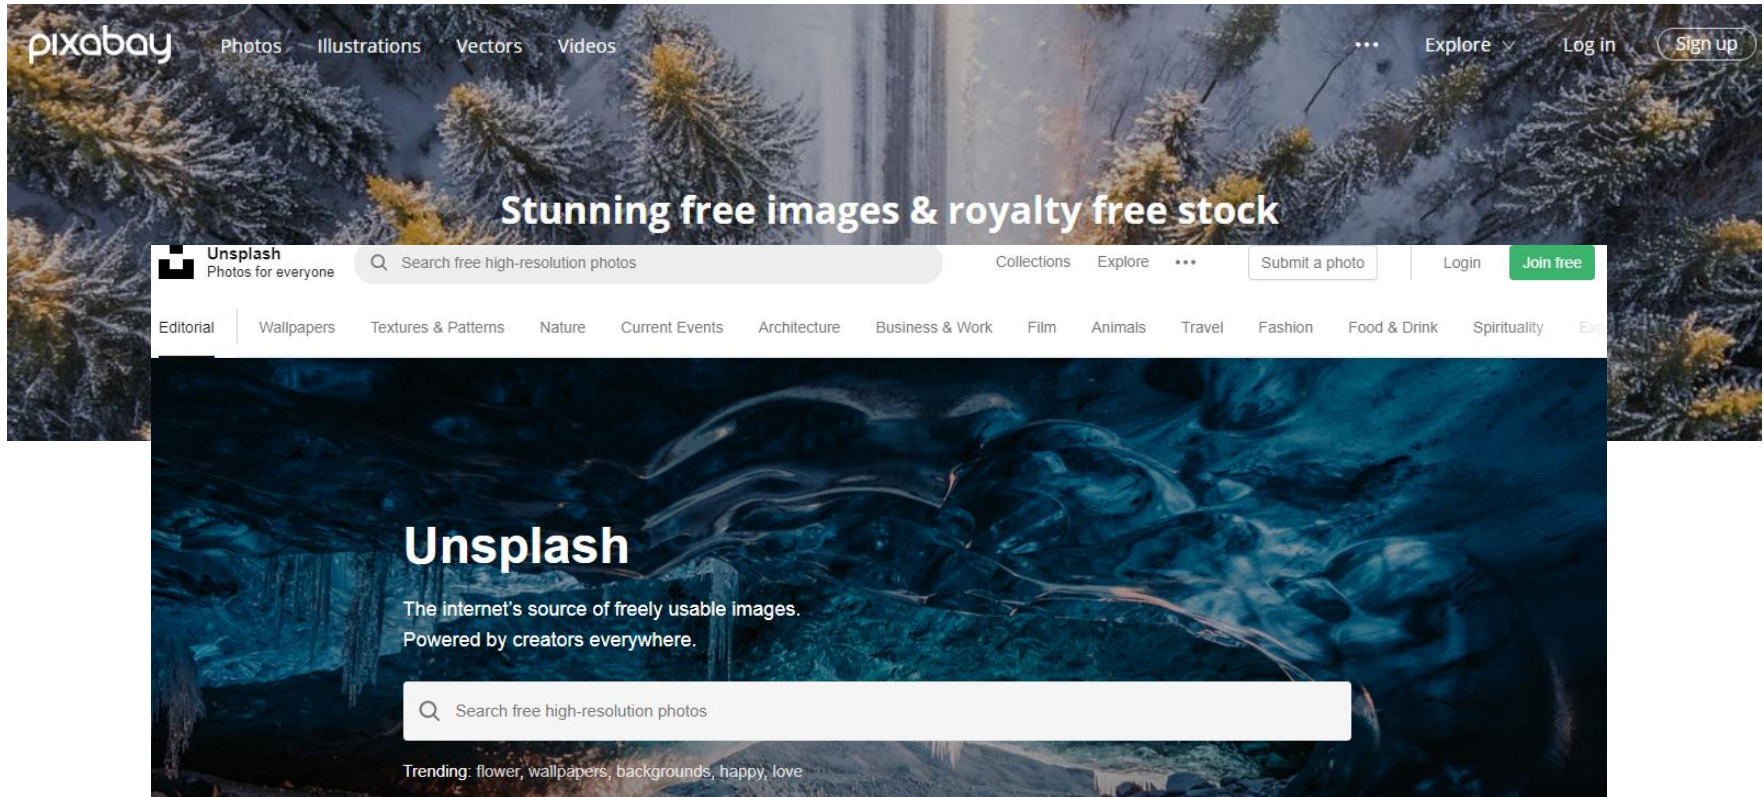 pixabay Photos Illustrations Vectors Videos ••• Explore Log in Sign up
Stunning free images & royalty free stock
Unsplash
Photos for everyone
Search free high-resolution photos
Collections Explore ••• Submit a photo Login Join free
Editorial Wallpapers Textures & Patterns Nature Current Events Architecture Business & Work Film Animals Travel Fashion Food & Drink Spirituality
Unsplash
The internet's source of freely usable images.
Powered by creators everywhere.
Search free high-resolution photos
Trending: flower, wallpapers, backgrounds, happy, love